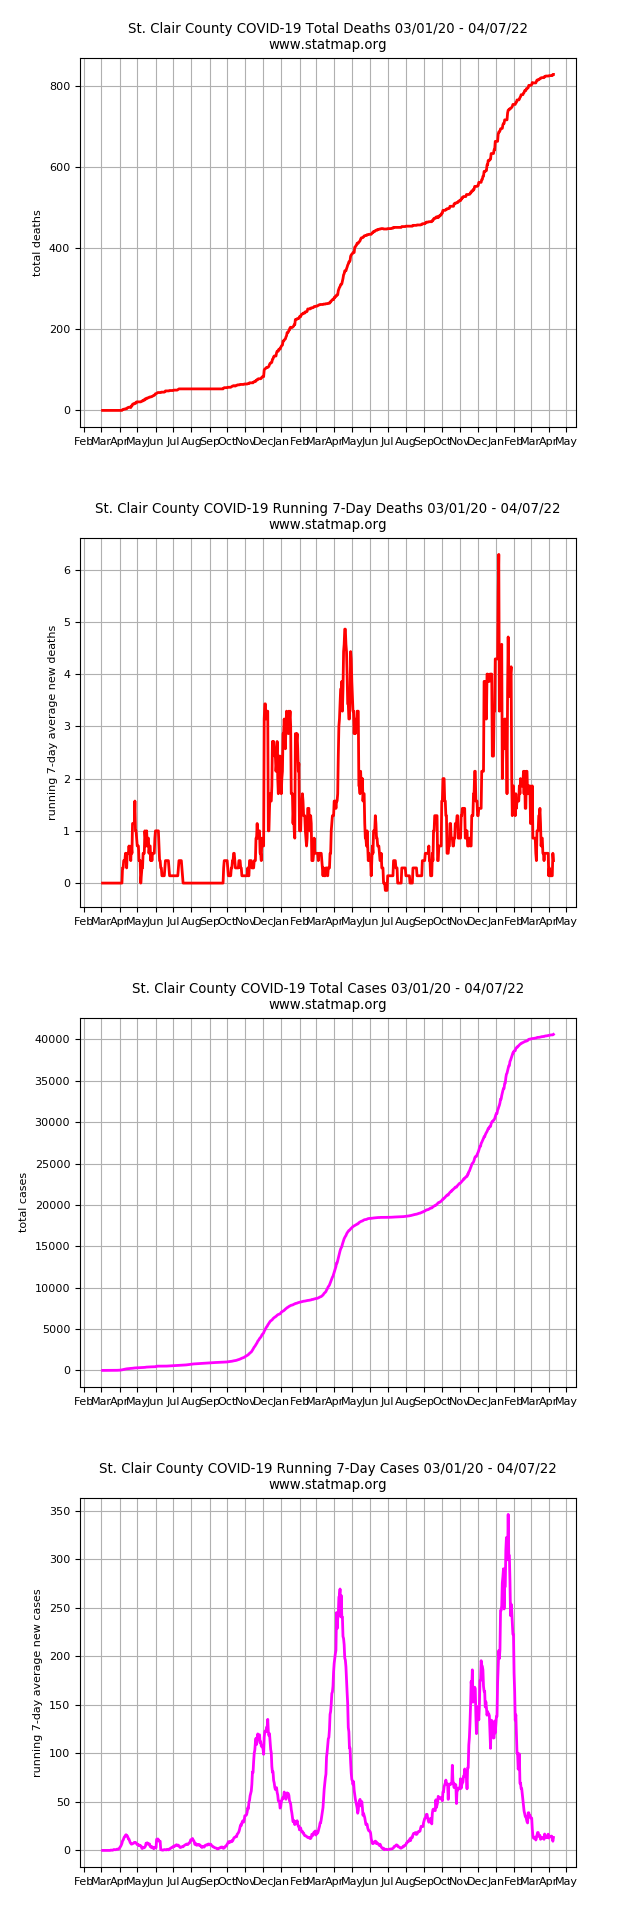 St. Clair County COVID-19 Total Deaths 03/01/20 - 04/07/22
www.statmap.org
800
600
400
200
0
total deaths
Feb Mar Apr May Jun Jul Aug Sep Oct Nov Dec Jan Feb Mar Apr May Jun Jul Aug Sep Oct Nov Dec Jan Feb Mar Apr May
St. Clair County COVID-19 Running 7-Day Deaths 03/01/20 - 04/07/22
www.statmap.org
6
5
4
3
2
1
0
running 7-day average new deaths
Feb Mar Apr May Jun Jul Aug Sep Oct Nov Dec Jan Feb Mar Apr May Jun Jul Aug Sep Oct Nov Dec Jan Feb Mar Apr May
St. Clair County COVID-19 Total Cases 03/01/20 - 04/07/22
www.statmap.org
40000
35000
30000
25000
20000
15000
10000
5000
0
total cases
Feb Mar Apr May Jun Jul Aug Sep Oct Nov Dec Jan Feb Mar Apr May Jun Jul Aug Sep Oct Nov Dec Jan Feb Mar Apr May
St. Clair County COVID-19 Running 7-Day Cases 03/01/20 - 04/07/22
www.statmap.org
350
300
250
200
150
100
50
0
running 7-day average new cases
Feb Mar Apr May Jun Jul Aug Sep Oct Nov Dec Jan Feb Mar Apr May Jun Jul Aug Sep Oct Nov Dec Jan Feb Mar Apr May